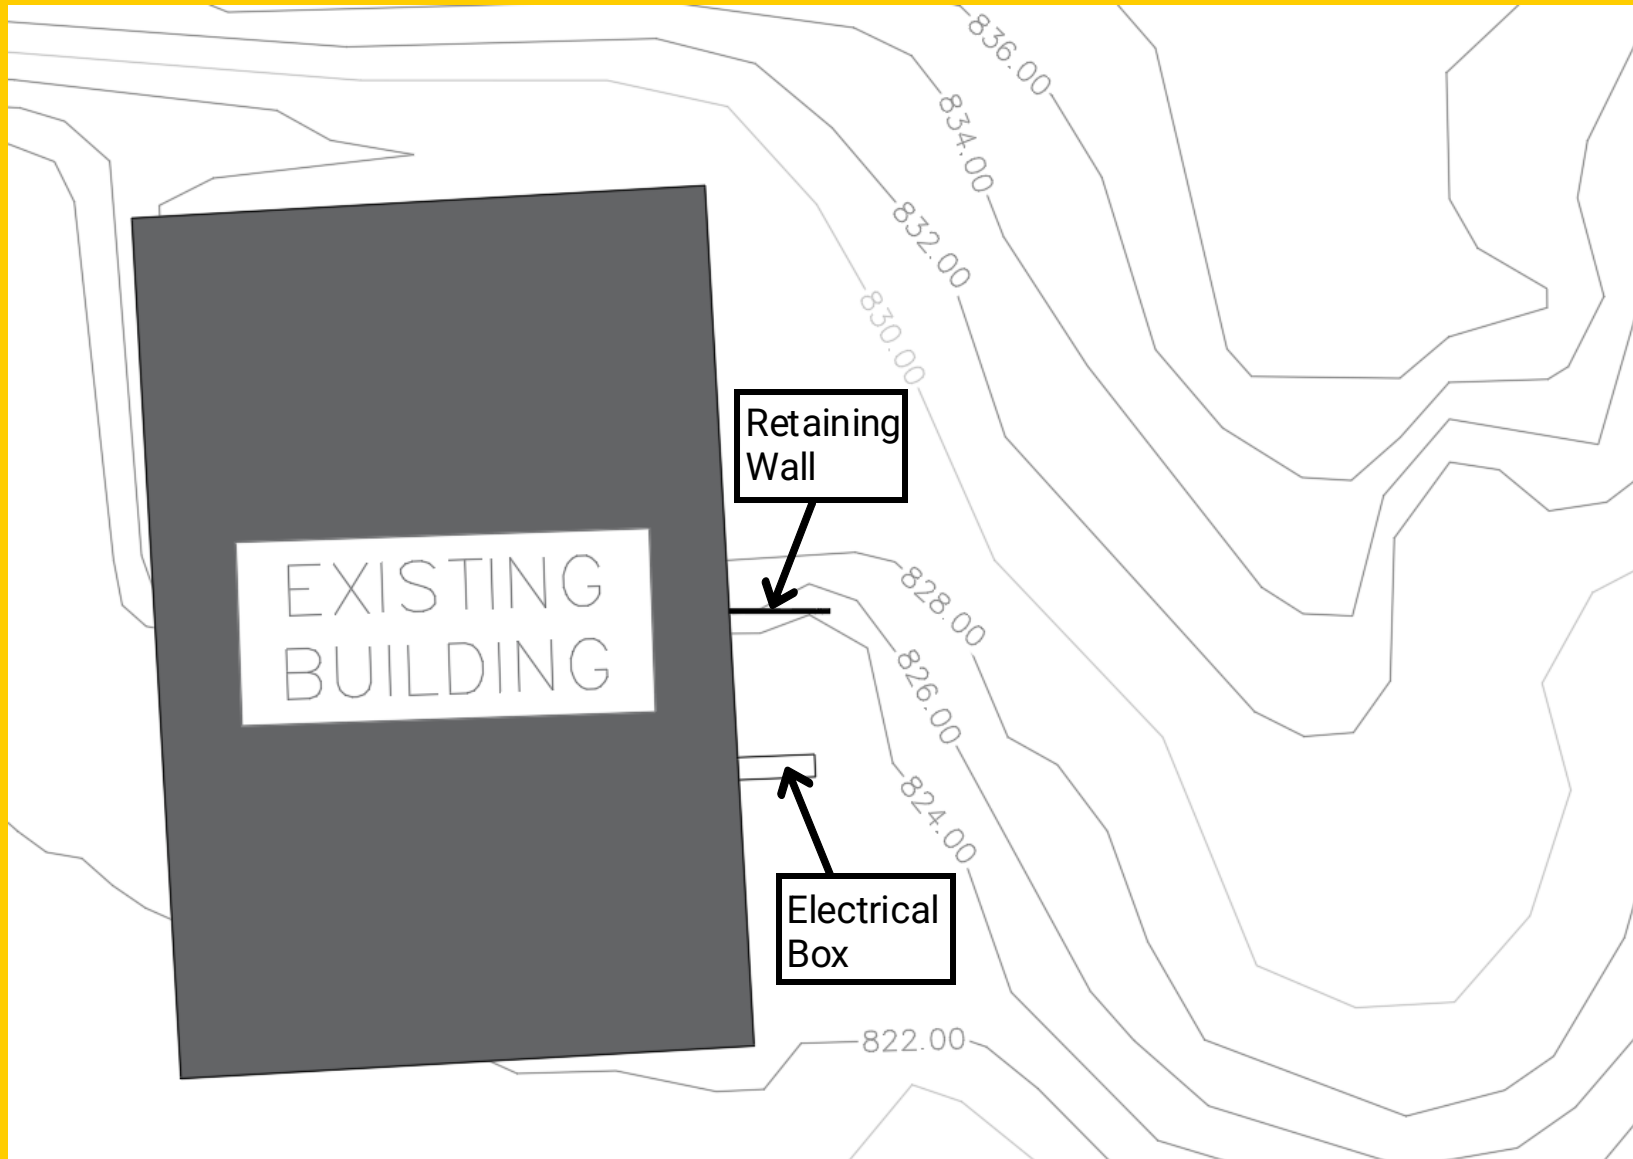 836.00
834.00
832.00
830.00
Retaining
Wall
828.00
EXISTING
BUILDING
826.00
824.00
Electrical
Box
822.00